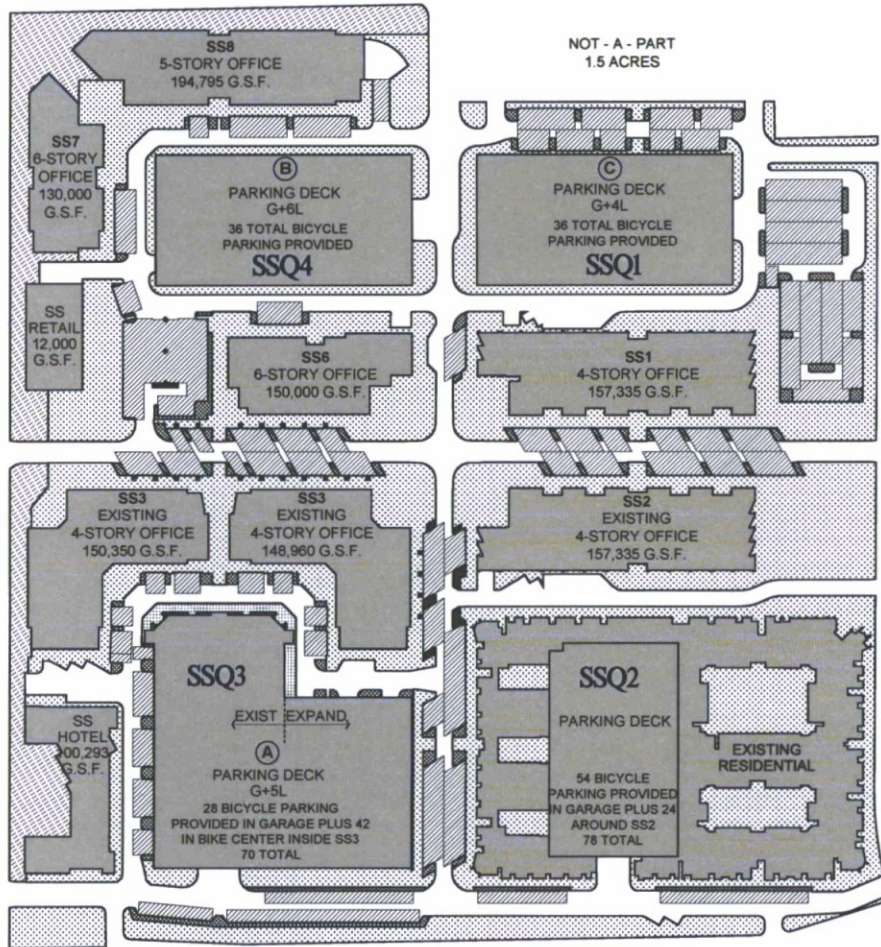 SS8
5-STORY OFFICE
194,795 G.S.F.
NOT - A - PART
1.5 ACRES
SS7
6-STORY
OFFICE
130,000
G.S.F.
B
PARKING DECK
G+6L
36 TOTAL BICYCLE
PARKING PROVIDED
SSQ4
C
PARKING DECK
G+4L
36 TOTAL BICYCLE
PARKING PROVIDED
SSQ1
SS
RETAIL
12,000
G.S.F.
SS6
6-STORY OFFICE
150,000 G.S.F.
SS1
4-STORY OFFICE
157,335 G.S.F.
SS3
EXISTING
4-STORY OFFICE
150,350 G.S.F.
SS3
EXISTING
4-STORY OFFICE
148,960 G.S.F.
SS2
EXISTING
4-STORY OFFICE
157,335 G.S.F.
SSQ3
EXIST EXPAND
A
PARKING DECK
G+5L
28 BICYCLE PARKING
PROVIDED IN GARAGE PLUS 42
IN BIKE CENTER INSIDE SS3
70 TOTAL
SS
HOTEL
00,293
G.S.F.
SSQ2
PARKING DECK
54 BICYCLE
PARKING PROVIDED
IN GARAGE PLUS 24
AROUND SS2
78 TOTAL
EXISTING
RESIDENTIAL